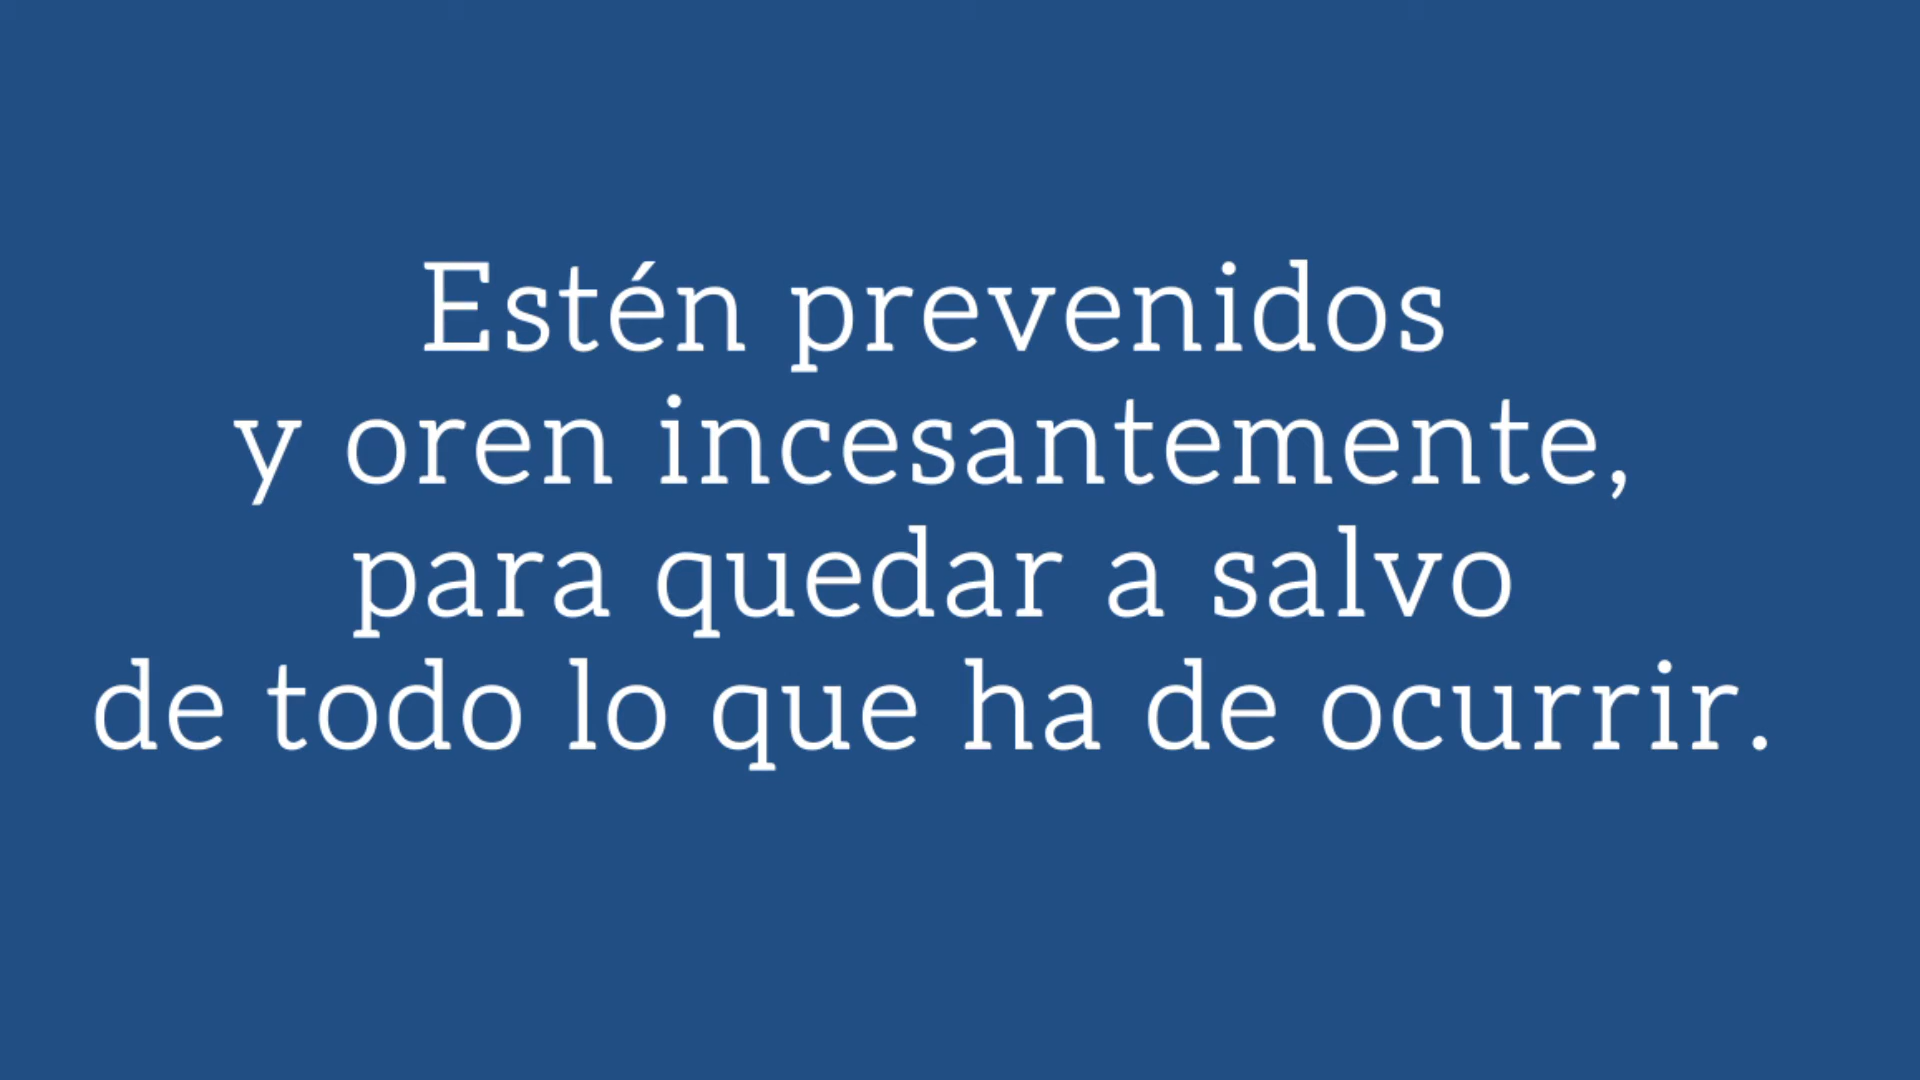 Estén prevenidos
y oren incesantemente,
para quedar a salvo
de todo lo que ha de ocurrir.